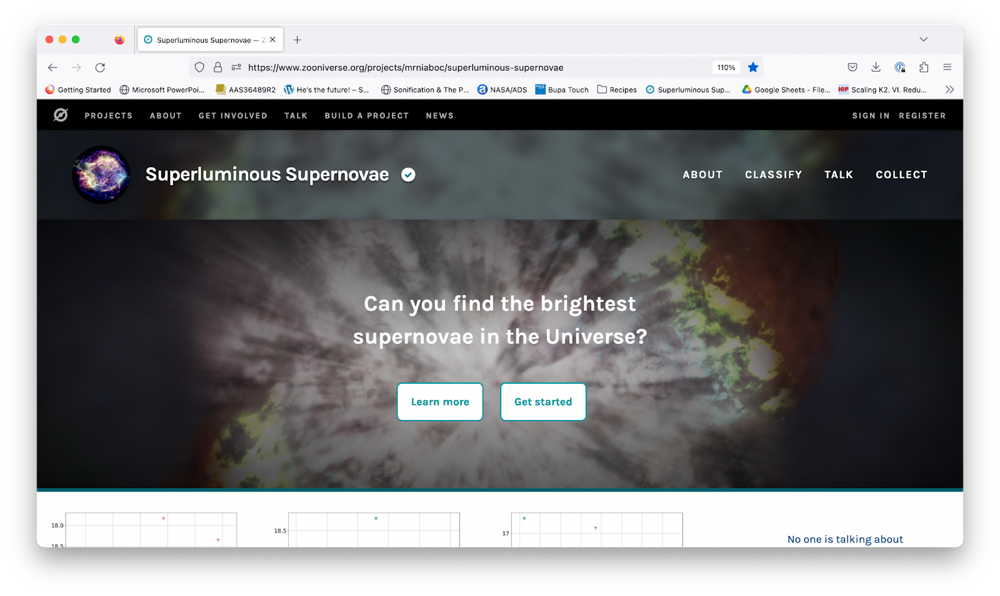 Superluminous Supernovae — Z
https://www.zooniverse.org/projects/mrniaboc/superluminous-supernovae
110%
Getting Started
Microsoft PowerPoi...
AAS36489R2
He's the future! – S...
Sonification & The P...
NASA/ADS
Bupa Touch
Recipes
Superluminous Sup...
Google Sheets - File...
IOP
Scaling K2. VI. Redu...
PROJECTS
ABOUT
GET INVOLVED
TALK
BUILD A PROJECT
NEWS
SIGN IN
REGISTER
Superluminous Supernovae
ABOUT
CLASSIFY
TALK
COLLECT
Can you find the brightest
supernovae in the Universe?
Learn more
Get started
18.0
18.5
18.5
17
No one is talking about